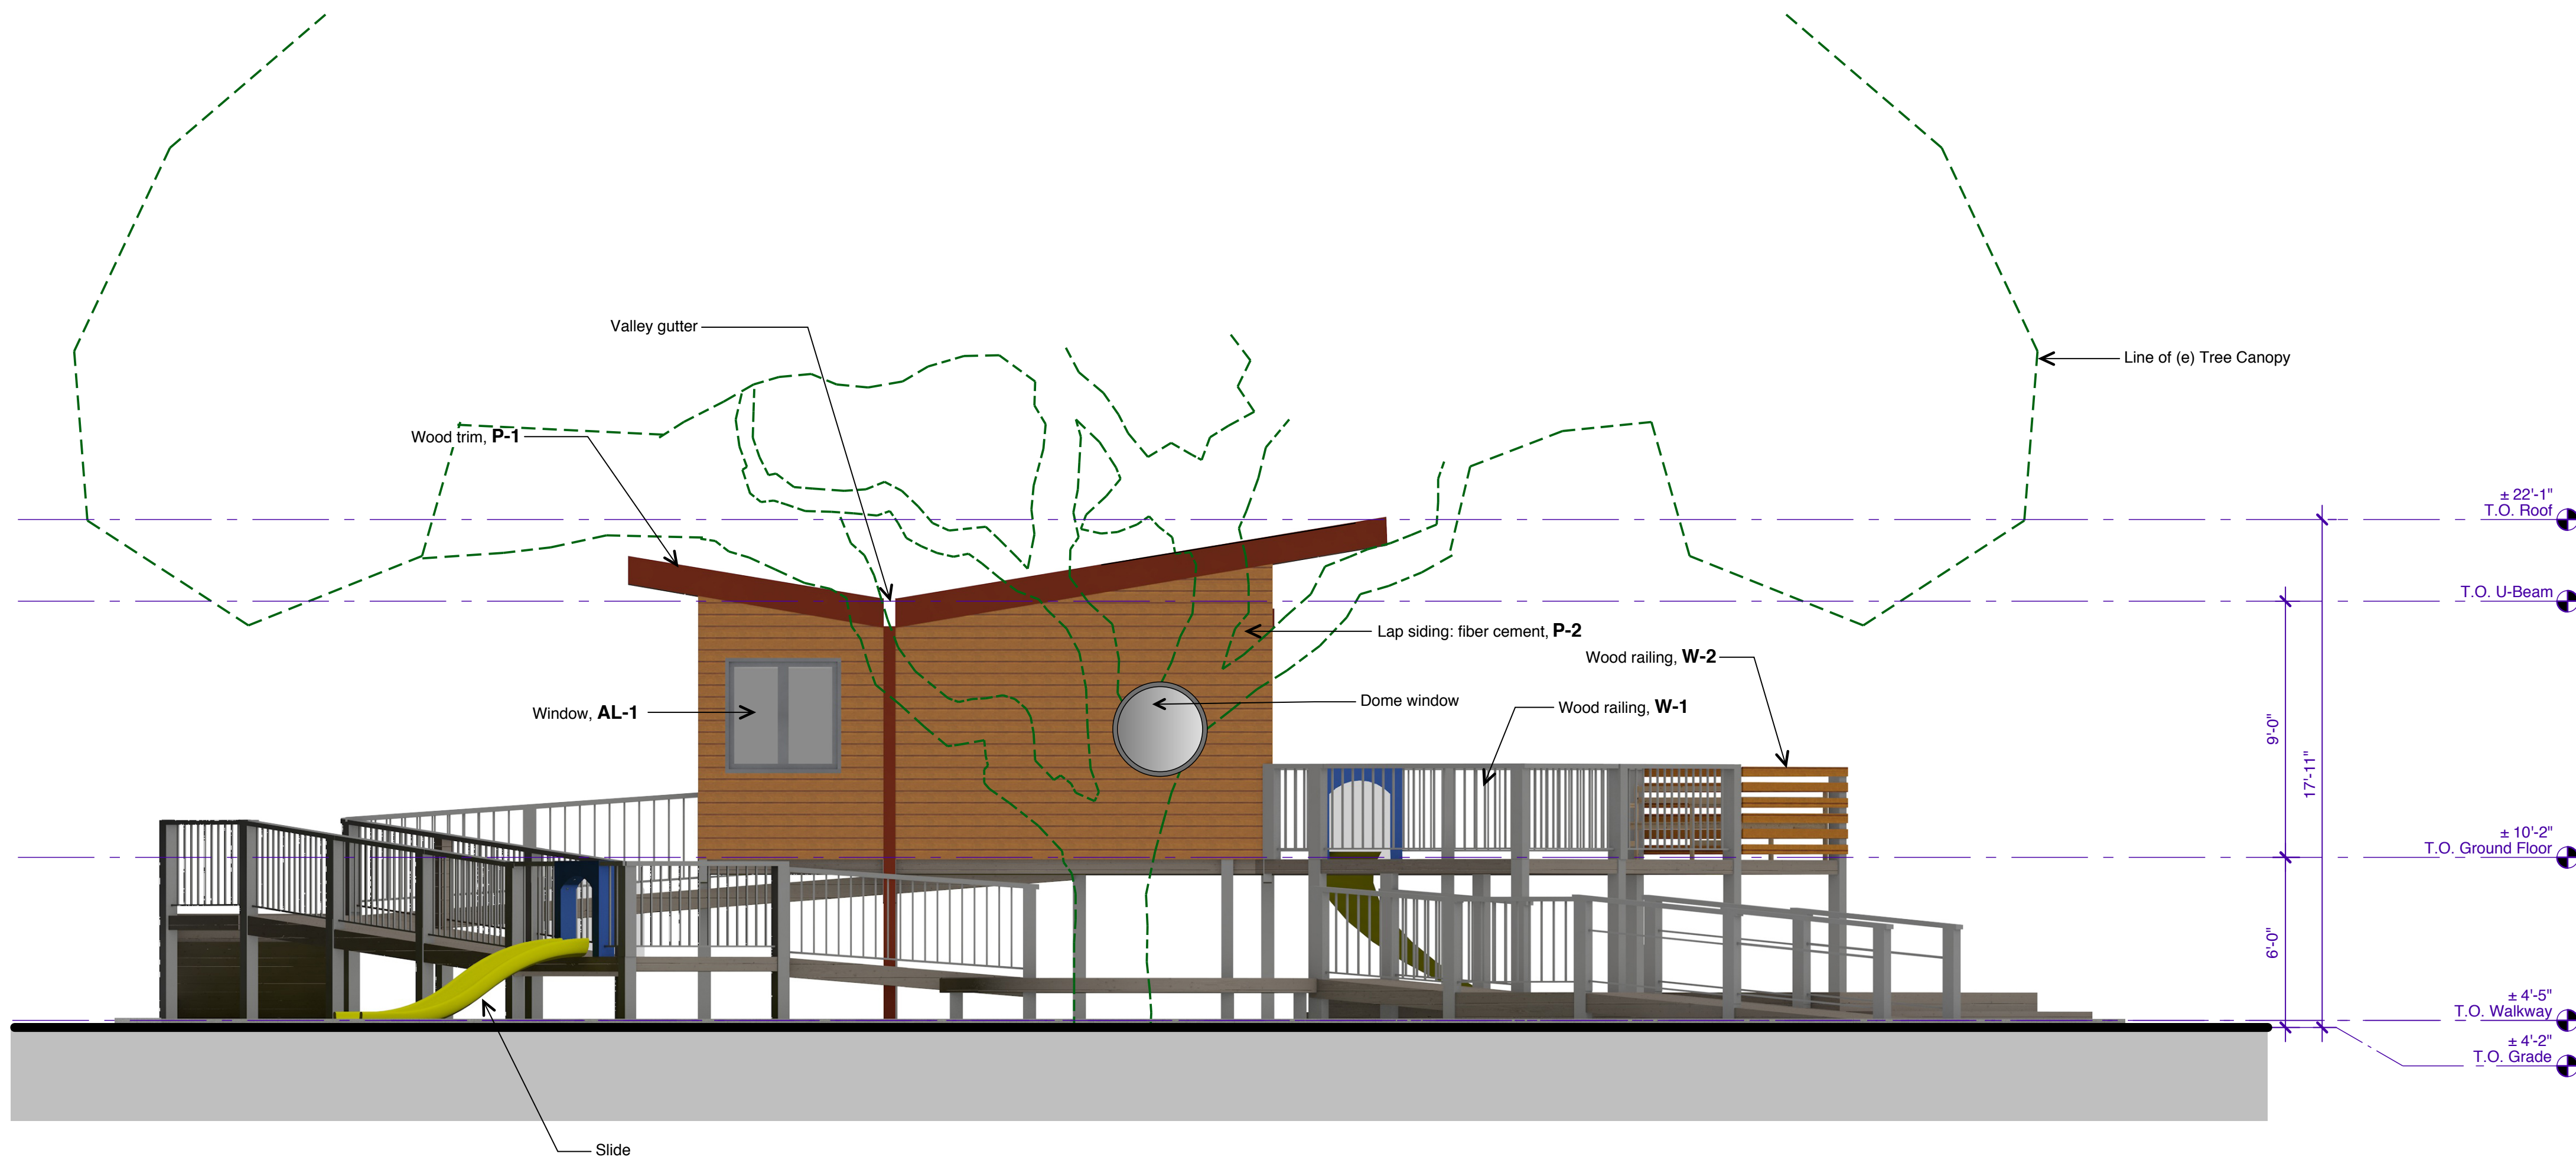 Valley gutter
Line of (e) Tree Canopy
Wood trim, P-1
± 22'-1"
T.O. Roof
T.O. U-Beam
Lap siding: fiber cement, P-2
Wood railing, W-2
Dome window
Wood railing, W-1
Window, AL-1
9'-0"
17'-11"
± 10'-2"
T.O. Ground Floor
6'-0"
± 4'-5"
T.O. Walkway
± 4'-2"
T.O. Grade
Slide